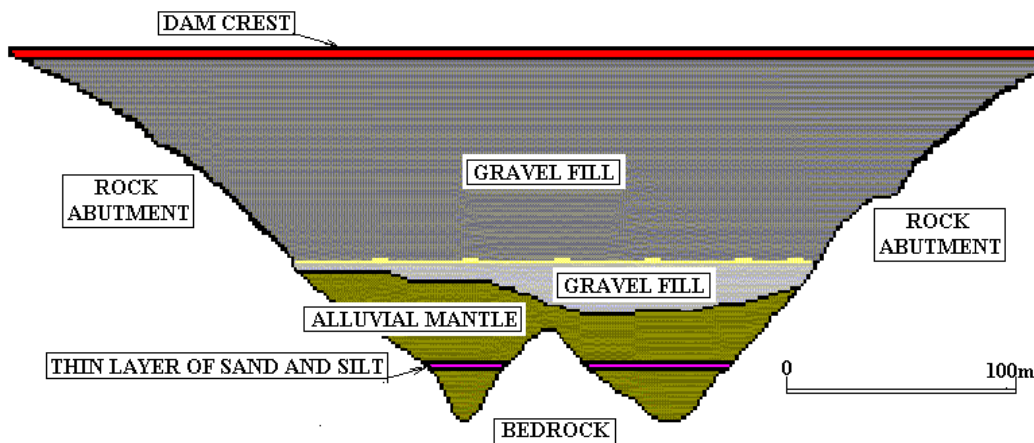 DAM CREST
GRAVEL FILL
ROCK
ABUTMENT
ROCK
ABUTMENT
GRAVEL FILL
ALLUVIAL MANTLE
THIN LAYER OF SAND AND SILT
0
100m
BEDROCK